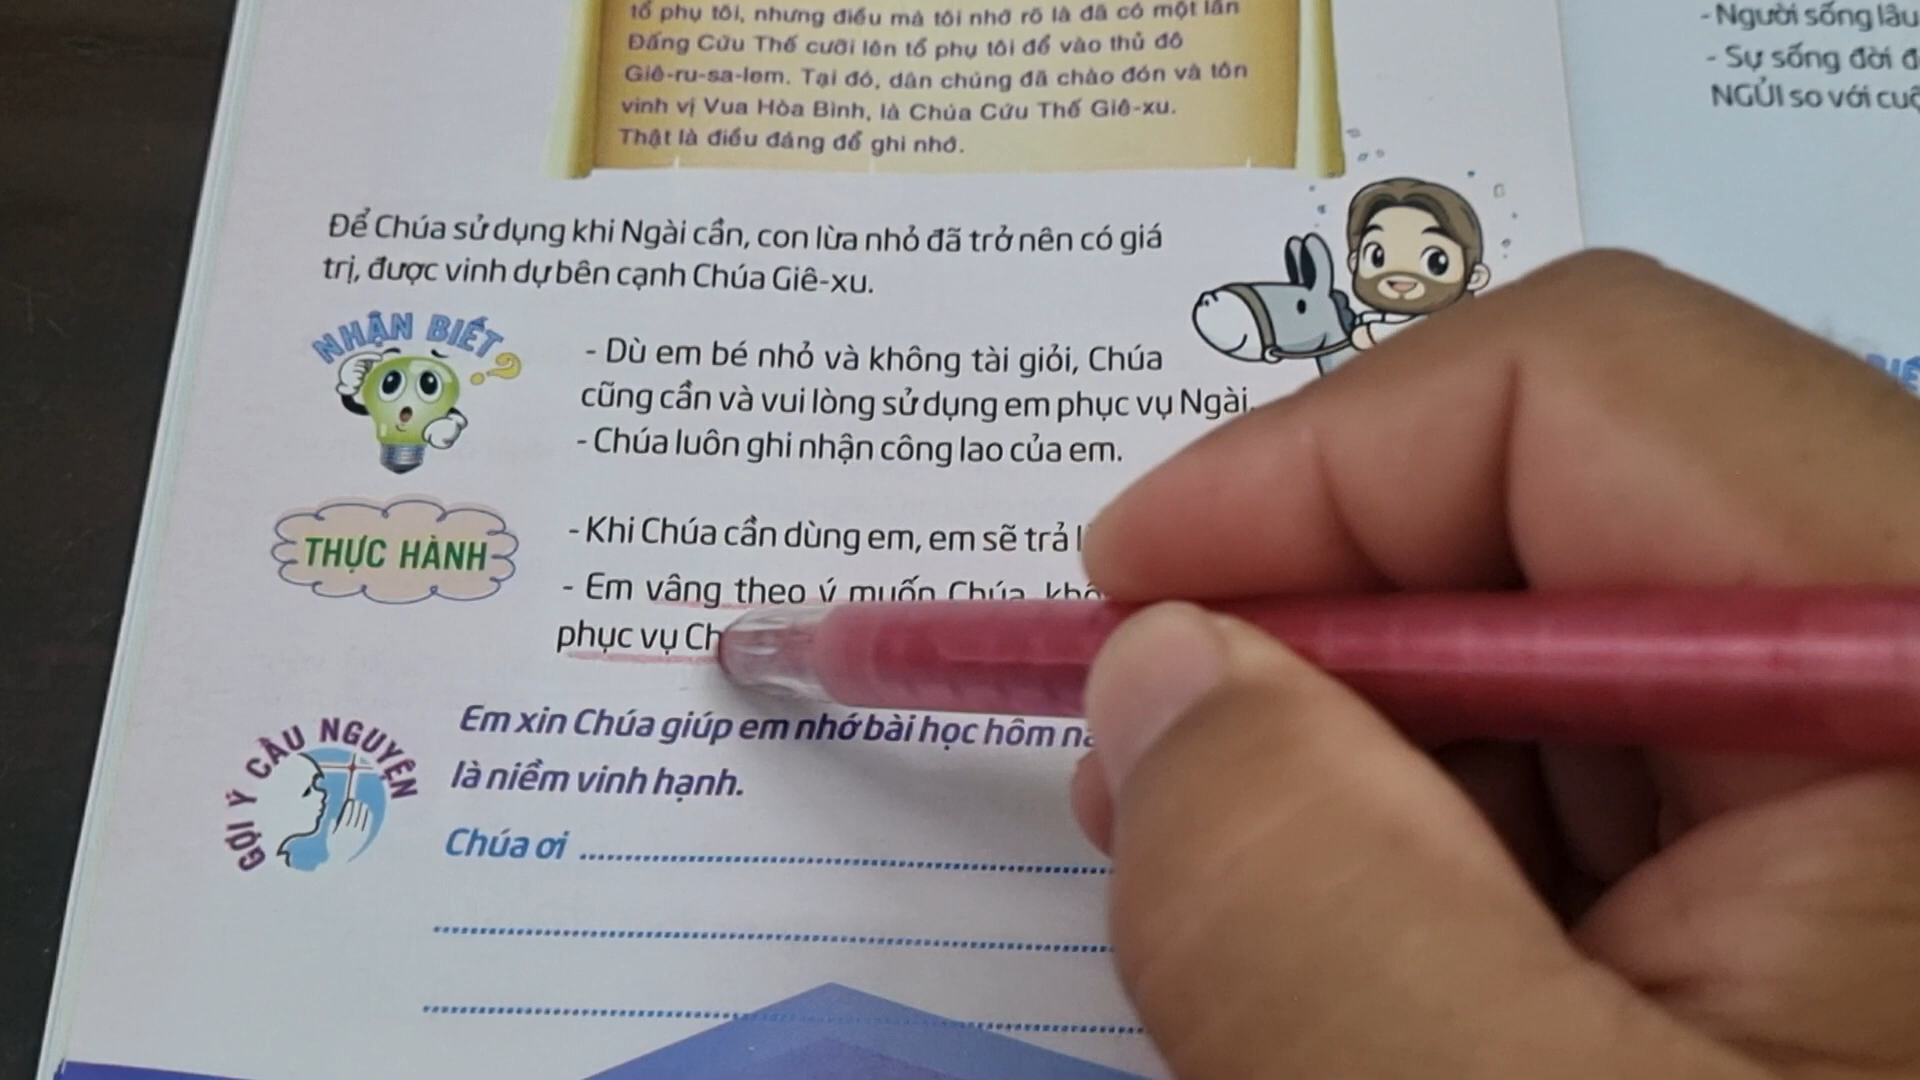 tổ phụ tôi, nhưng điều mà tôi nhớ rõ là đã có một lần
Đấng Cứu Thế cưỡi lên tổ phụ tôi để vào thủ đô
Giê-ru-sa-lem. Tại đó, dân chúng đã chào đón và tôn
vinh vị Vua Hòa Bình, là Chúa Cứu Thế Giê-xu.
Thật là điều đáng để ghi nhớ.
Để Chúa sử dụng khi Ngài cần, con lừa nhỏ đã trở nên có giá
trị, được vinh dự bên cạnh Chúa Giê-xu.
NHẬN BIẾT?
- Dù em bé nhỏ và không tài giỏi, Chúa
cũng cần và vui lòng sử dụng em phục vụ Ngài.
- Chúa luôn ghi nhận công lao của em.
THỰC HÀNH
- Khi Chúa cần dùng em, em sẽ trả
- Em vâng theo ý muốn Chúa
phục vụ
GỢI Ý CẦU NGUYỆN
Em xin Chúa giúp em nhớ bài học hôm
là niềm vinh hạnh.
Chúa ơi
- Người sống lâu
- Sự sống đời
NGỦI so với